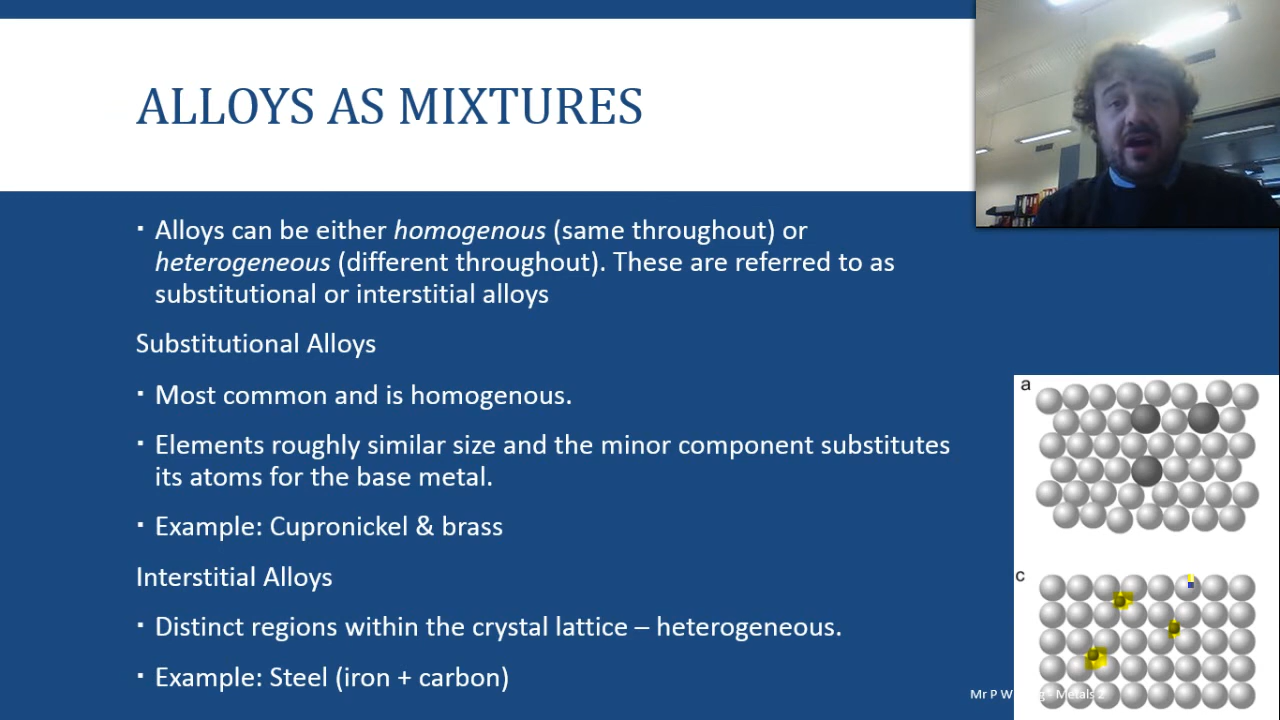 ALLOYS AS MIXTURES
▪ Alloys can be either homogenous (same throughout) or
heterogeneous (different throughout). These are referred to as
substitutional or interstitial alloys
Substitutional Alloys
▪ Most common and is homogenous.
▪ Elements roughly similar size and the minor component substitutes
its atoms for the base metal.
▪ Example: Cupronickel & brass
Interstitial Alloys
▪ Distinct regions within the crystal lattice – heterogeneous.
▪ Example: Steel (iron + carbon)
a
c
Mr P Metals 2